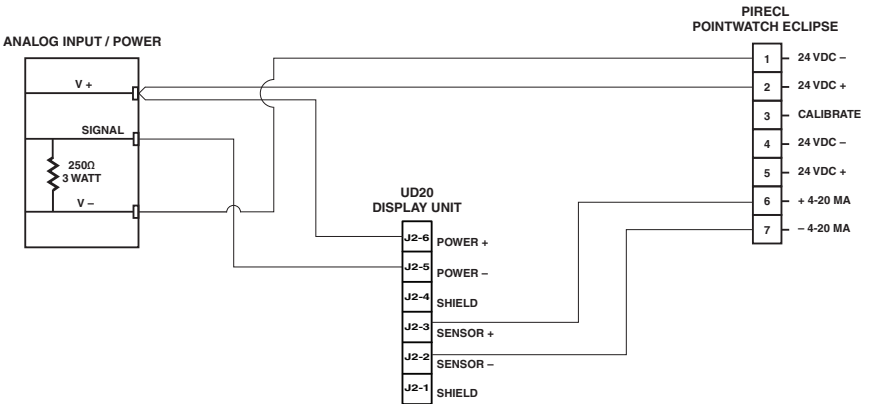 PIRECL
POINTWATCH ECLIPSE
ANALOG INPUT / POWER
V +
SIGNAL
250Ω
3 WATT
V –
1 24 VDC –
2 24 VDC +
3 CALIBRATE
4 24 VDC –
5 24 VDC +
6 + 4-20 MA
7 – 4-20 MA
UD20
DISPLAY UNIT
J2-6 POWER +
J2-5 POWER –
J2-4 SHIELD
J2-3 SENSOR +
J2-2 SENSOR –
J2-1 SHIELD